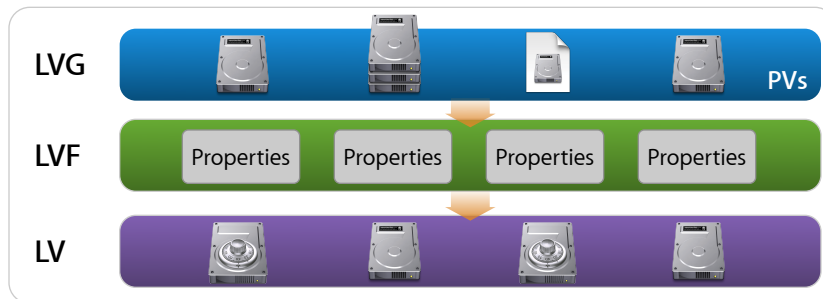 LVG
PVs
LVF
Properties
Properties
Properties
Properties
LV